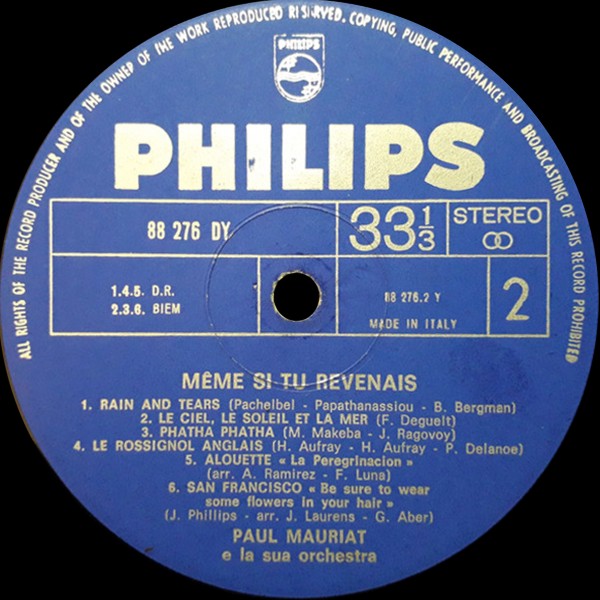 ALL RIGHTS OF THE RECORD PRODUCER AND OF THE OWNER OF THE WORK REPRODUCED RESERVED. COPYING, PUBLIC PERFORMANCE AND BROADCASTING OF THIS RECORD PROHIBITED
PHILIPS
PHILIPS
88 276 DY
33 1/3
STEREO
1.4.5. D.R.
2.3.6. BIEM
88 276.2 Y
MADE IN ITALY
2
MÊME SI TU REVENAIS
1. RAIN AND TEARS (Pachelbel - Papathanassiou - B. Bergman)
2. LE CIEL, LE SOLEIL ET LA MER (F. Deguelt)
3. PHATHA PHATHA (M. Makeba - J. Ragovoy)
4. LE ROSSIGNOL ANGLAIS (H. Aufray - H. Aufray - P. Delanoe)
5. ALOUETTE « La Peregrinacion »
(arr. A. Ramirez - F. Luna)
6. SAN FRANCISCO « Be sure to wear
some flowers in your hair »
(J. Phillips - arr. J. Laurens - G. Aber)
PAUL MAURIAT
e la sua orchestra